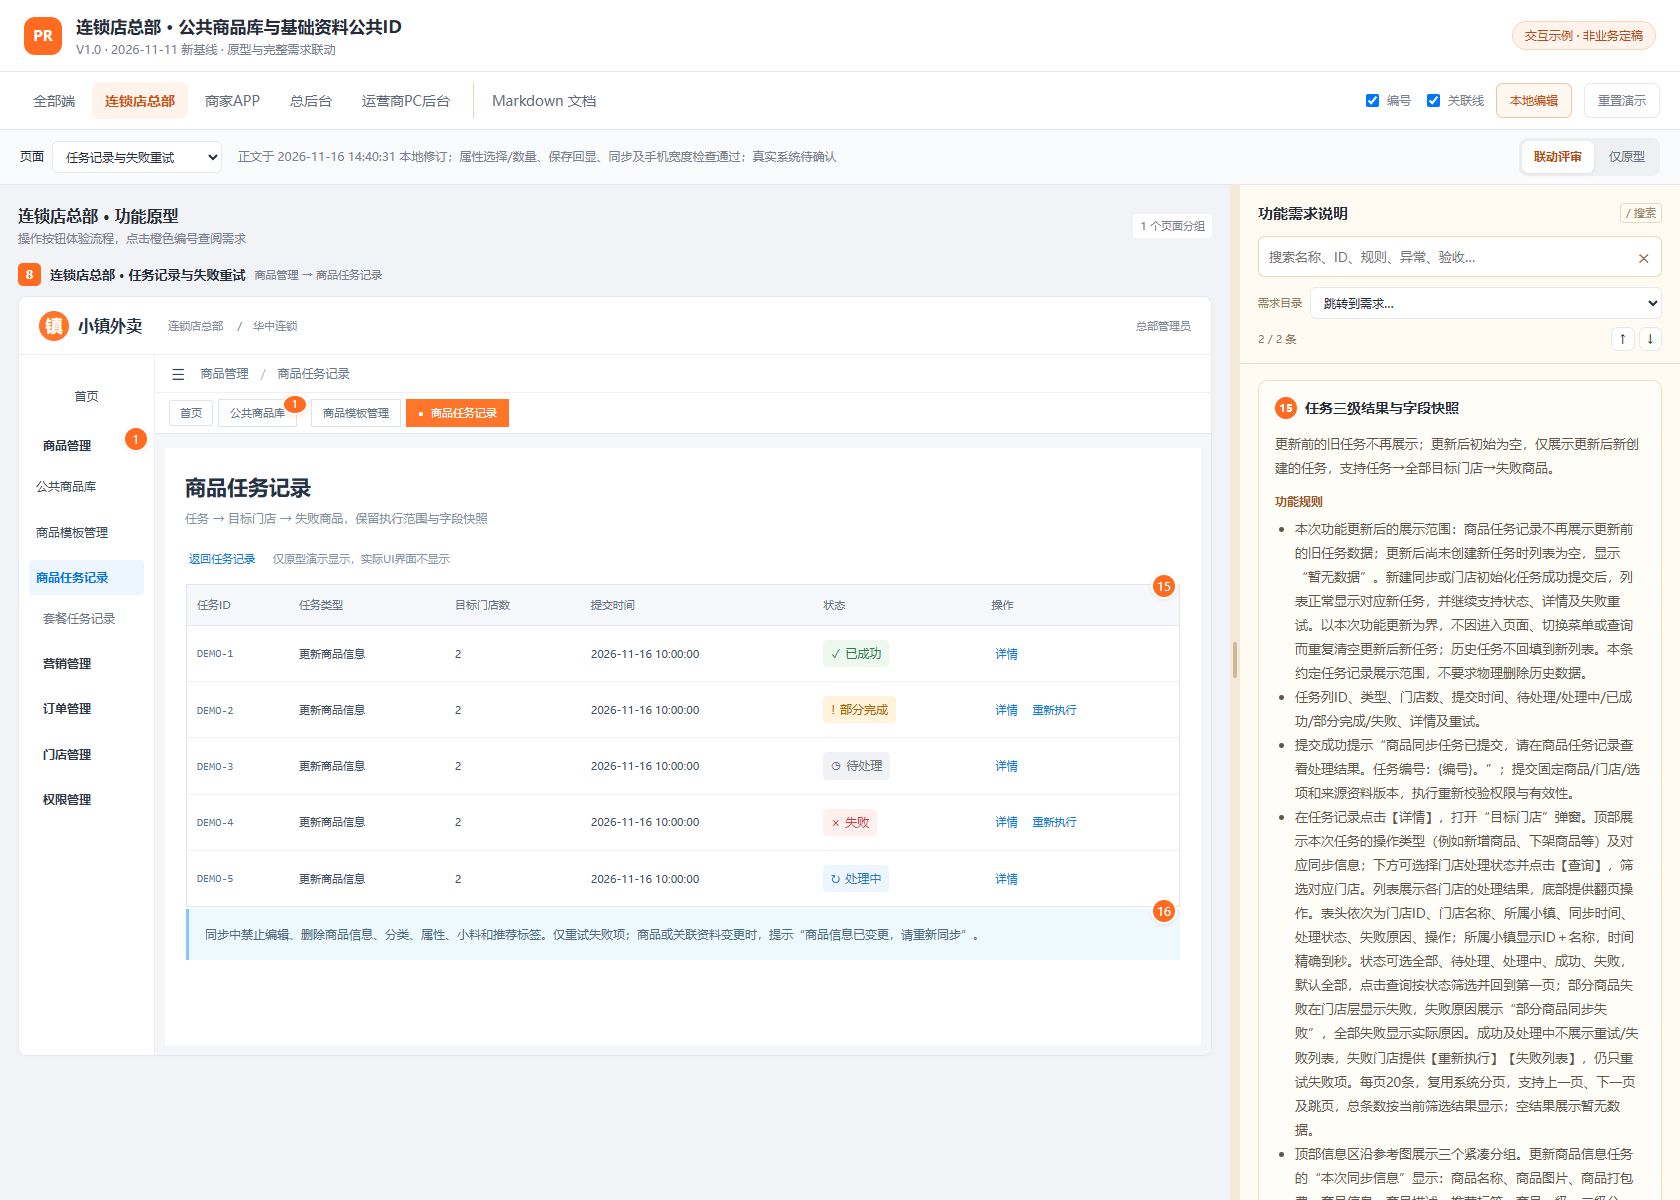 PR
连锁店总部 • 公共商品库与基础资料公共ID
V1.0 · 2026-11-11 新基线 · 原型与完整需求联动
交互示例 · 非业务定稿
全部端 连锁店总部 商家APP 总后台 运营商PC后台 Markdown 文档
编号 关联线 本地编辑 重置演示
页面 任务记录与失败重试 正文于 2026-11-16 14:40:31 本地修订；属性选择/数量、保存回显、同步及手机宽度检查通过；真实系统待确认
联动评审 仅原型
连锁店总部 • 功能原型
操作按钮体验流程，点击橙色编号查阅需求
1 个页面分组
8 连锁店总部 • 任务记录与失败重试 商品管理 → 商品任务记录
镇 小镇外卖 连锁店总部 / 华中连锁 总部管理员
首页
商品管理 1
公共商品库
商品模板管理
商品任务记录
套餐任务记录
营销管理
订单管理
门店管理
权限管理
☰ 商品管理 / 商品任务记录
首页 公共商品库 1 商品模板管理 • 商品任务记录
商品任务记录
任务 → 目标门店 → 失败商品，保留执行范围与字段快照
返回任务记录 仅原型演示显示，实际UI界面不显示
15
任务ID 任务类型 目标门店数 提交时间 状态 操作
DEMO-1 更新商品信息 2 2026-11-16 10:00:00 ✓ 已成功 详情
DEMO-2 更新商品信息 2 2026-11-16 10:00:00 ! 部分完成 详情 重新执行
DEMO-3 更新商品信息 2 2026-11-16 10:00:00 ◷ 待处理 详情
DEMO-4 更新商品信息 2 2026-11-16 10:00:00 × 失败 详情 重新执行
DEMO-5 更新商品信息 2 2026-11-16 10:00:00 ↻ 处理中 详情
16
同步中禁止编辑、删除商品信息、分类、属性、小料和推荐标签。仅重试失败项；商品或关联资料变更时，提示“商品信息已变更，请重新同步”。
功能需求说明 / 搜索
搜索名称、ID、规则、异常、验收... ×
需求目录 跳转到需求...
2 / 2 条 ↑ ↓
15 任务三级结果与字段快照
更新前的旧任务不再展示；更新后初始为空，仅展示更新后新创
建的任务，支持任务→全部目标门店→失败商品。
功能规则
• 本次功能更新后的展示范围：商品任务记录不再展示更新前
的旧任务数据；更新后尚未创建新任务时列表为空，显示
“暂无数据”。新建同步或门店初始化任务成功提交后，列
表正常显示对应新任务，并继续支持状态、详情及失败重
试。以本次功能更新为界，不因进入页面、切换菜单或查询
而重复清空更新后新任务；历史任务不回填到新列表。本条
约定任务记录展示范围，不要求物理删除历史数据。
• 任务列ID、类型、门店数、提交时间、待处理/处理中/已成
功/部分完成/失败、详情及重试。
• 提交成功提示“商品同步任务已提交，请在商品任务记录查
看处理结果。任务编号：{编号}。”；提交固定商品/门店/选
项和来源资料版本，执行重新校验权限与有效性。
• 在任务记录点击【详情】，打开“目标门店”弹窗。顶部展
示本次任务的操作类型（例如新增商品、下架商品等）及对
应同步信息；下方可选择门店处理状态并点击【查询】，筛
选对应门店。列表展示各门店的处理结果，底部提供翻页操
作。表头依次为门店ID、门店名称、所属小镇、同步时间、
处理状态、失败原因、操作；所属小镇显示ID＋名称，时间
精确到秒。状态可选全部、待处理、处理中、成功、失败，
默认全部，点击查询按状态筛选并回到第一页；部分商品失
败在门店层显示失败，失败原因展示“部分商品同步失
败”，全部失败显示实际原因。成功及处理中不展示重试/失
败列表，失败门店提供【重新执行】【失败列表】，仍只重
试失败项。每页20条，复用系统分页，支持上一页、下一页
及跳页，总条数按当前筛选结果显示；空结果展示暂无数
据。
• 顶部信息区沿参考图展示三个紧凑分组。更新商品信息任务
的“本次同步信息”显示：商品名称、商品图片、商品打包